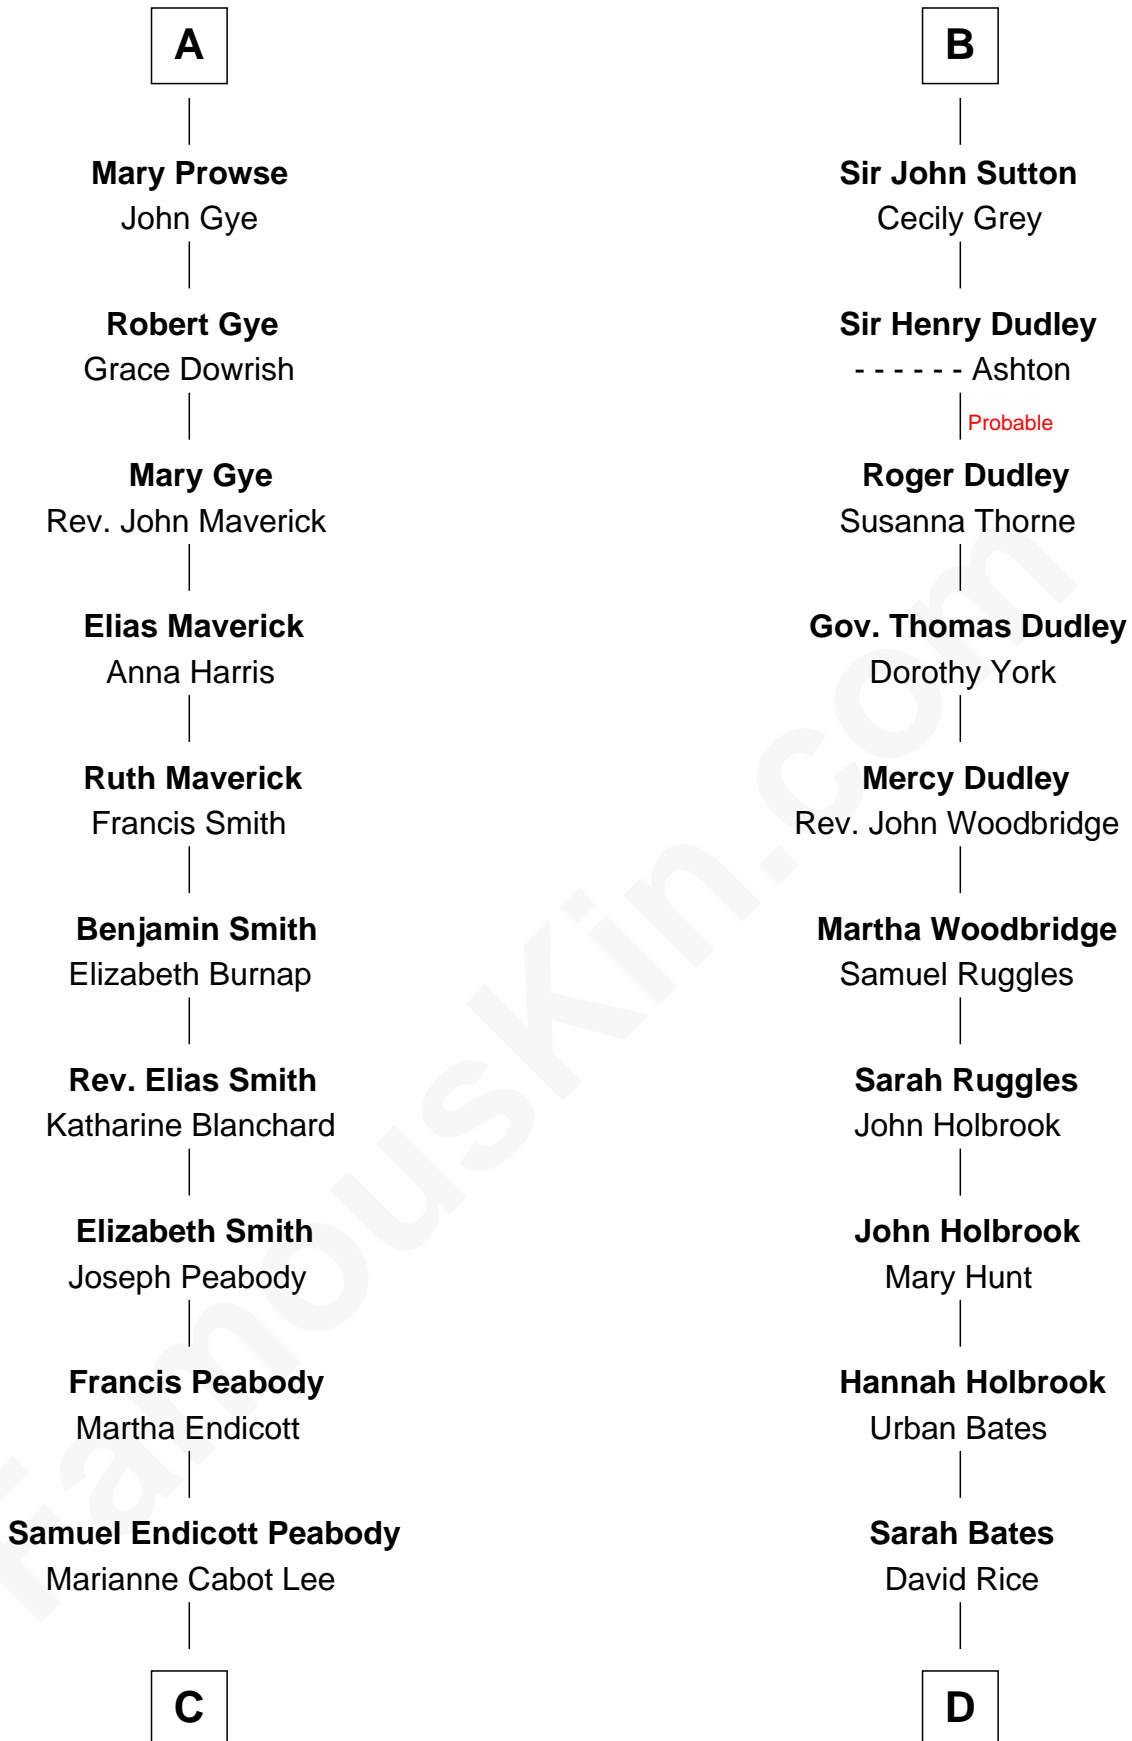 A
Mary Prowse
John Gye
Robert Gye
Grace Dowrish
Mary Gye
Rev. John Maverick
Elias Maverick
Anna Harris
Ruth Maverick
Francis Smith
Benjamin Smith
Elizabeth Burnap
Rev. Elias Smith
Katharine Blanchard
Elizabeth Smith
Joseph Peabody
Francis Peabody
Martha Endicott
Samuel Endicott Peabody
Marianne Cabot Lee
C
B
Sir John Sutton
Cecily Grey
Sir Henry Dudley
- - - - - - Ashton
Probable
Roger Dudley
Susanna Thorne
Gov. Thomas Dudley
Dorothy York
Mercy Dudley
Rev. John Woodbridge
Martha Woodbridge
Samuel Ruggles
Sarah Ruggles
John Holbrook
John Holbrook
Mary Hunt
Hannah Holbrook
Urban Bates
Sarah Bates
David Rice
D
FamousKin.com